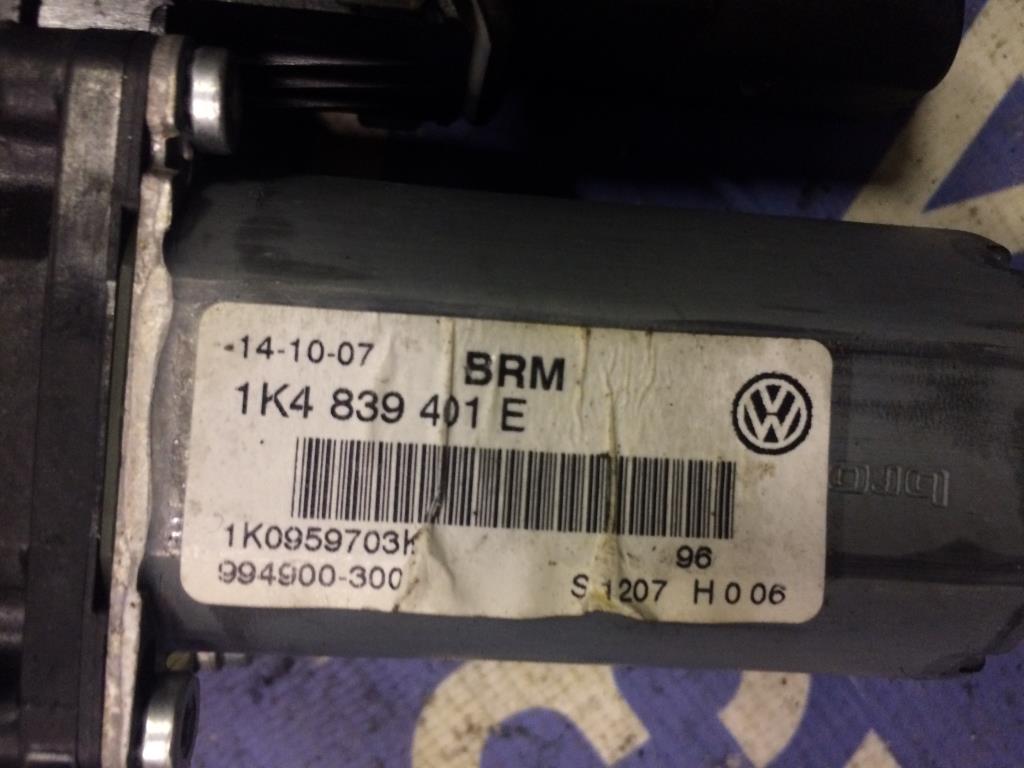 14-10-07 BRM
1K4 839 401 E
1K0959703K
96
994900-300 S 1207 H 0 06